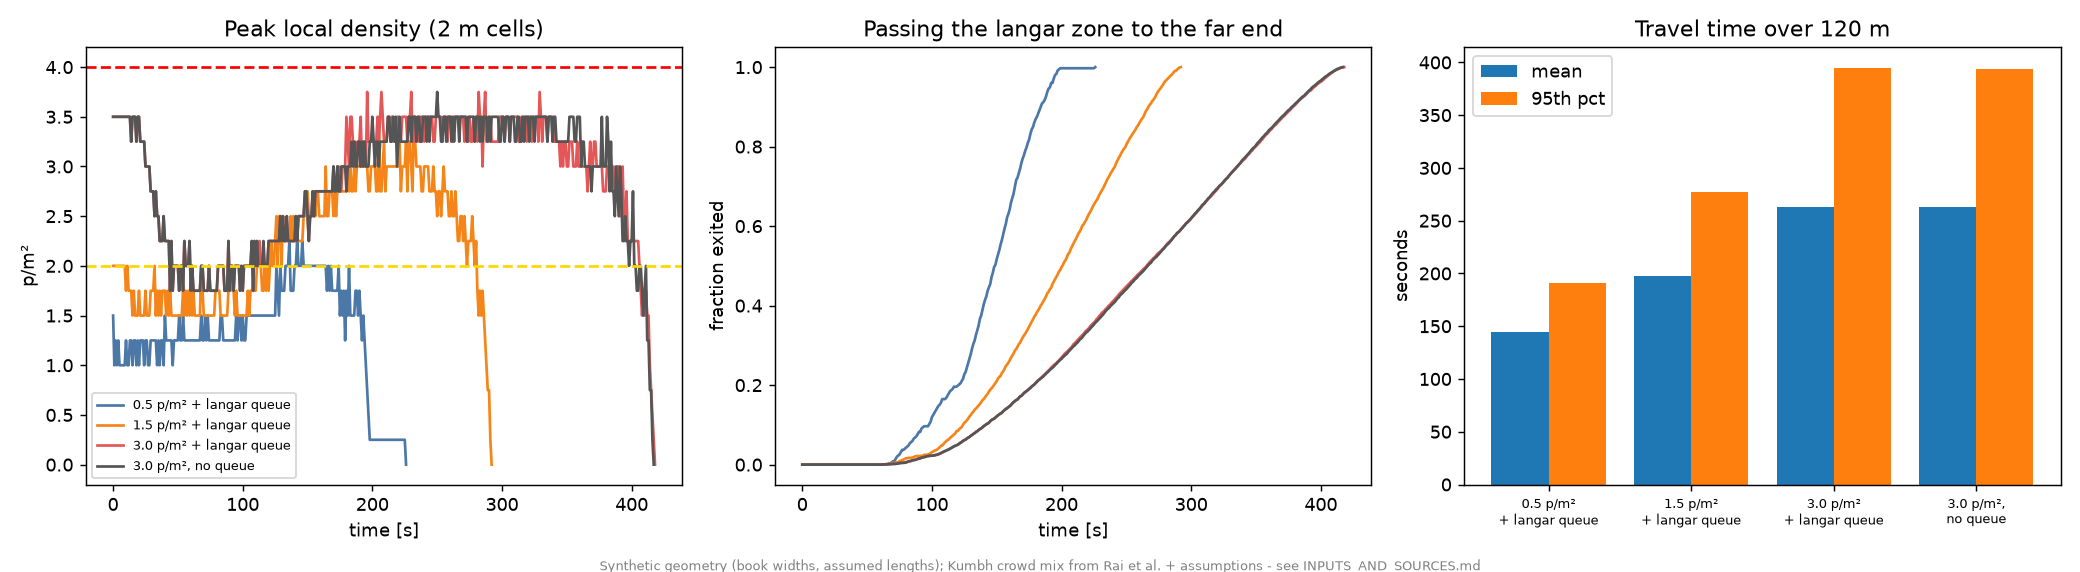 Peak local density (2 m cells)
4.0
3.5
3.0
2.5
2.0
1.5
1.0
0.5
0.0
p/m²
0.5 p/m² + langar queue
1.5 p/m² + langar queue
3.0 p/m² + langar queue
3.0 p/m², no queue
0 100 200 300 400
time [s]
Passing the langar zone to the far end
1.0
0.8
0.6
0.4
0.2
0.0
fraction exited
0 100 200 300 400
time [s]
Travel time over 120 m
mean
95th pct
400
350
300
250
200
150
100
50
0
seconds
0.5 p/m²
+ langar queue
1.5 p/m²
+ langar queue
3.0 p/m²
+ langar queue
3.0 p/m²,
no queue
Synthetic geometry (book widths, assumed lengths); Kumbh crowd mix from Rai et al. + assumptions - see INPUTS_AND_SOURCES.md